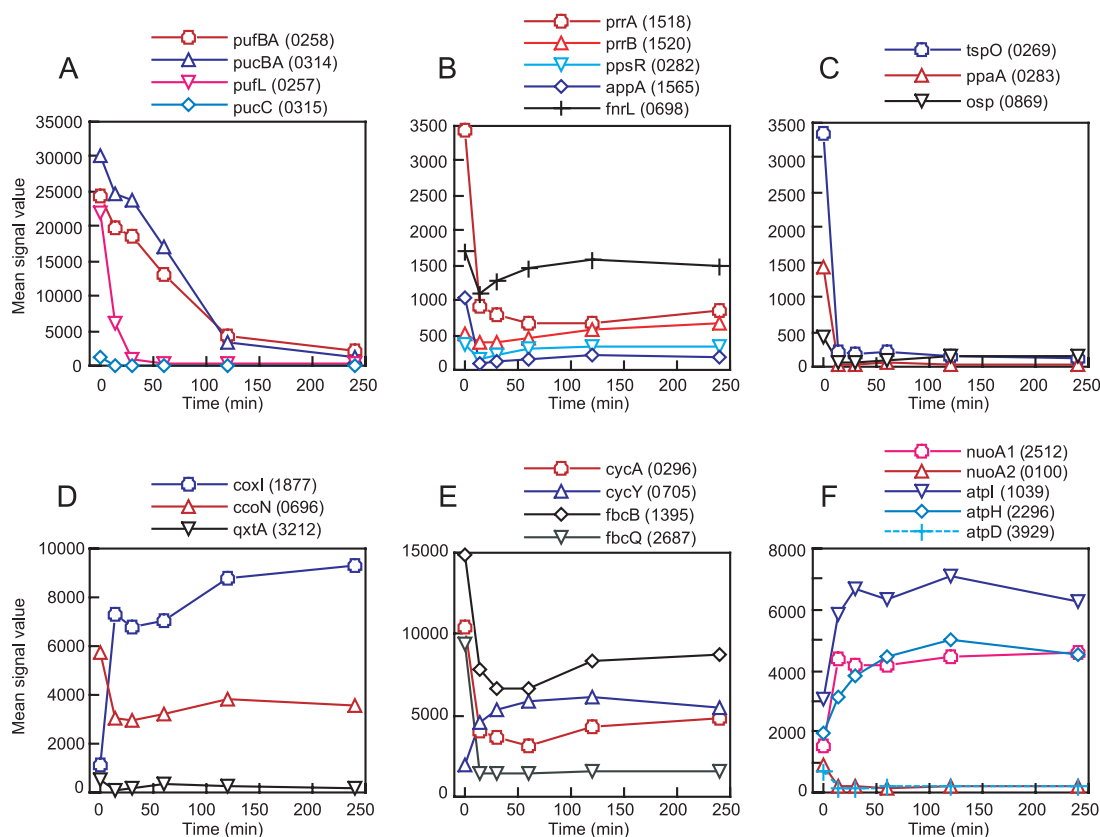 A
pufBA (0258)
pucBA (0314)
pufL (0257)
pucC (0315)
35000
30000
25000
20000
15000
10000
5000
0
Mean signal value
0 50 100 150 200 250
Time (min)
B
prrA (1518)
prrB (1520)
ppsR (0282)
appA (1565)
fnrL (0698)
3500
3000
2500
2000
1500
1000
500
0
0 50 100 150 200 250
Time (min)
C
tspO (0269)
ppaA (0283)
osp (0869)
3500
3000
2500
2000
1500
1000
500
0
0 50 100 150 200 250
Time (min)
D
coxI (1877)
ccoN (0696)
qxtA (3212)
10000
8000
6000
4000
2000
0
Mean signal value
0 50 100 150 200 250
Time (min)
E
cycA (0296)
cycY (0705)
fbcB (1395)
fbcQ (2687)
15000
10000
5000
0
0 50 100 150 200 250
Time (min)
F
nuoA1 (2512)
nuoA2 (0100)
atpI (1039)
atpH (2296)
atpD (3929)
8000
6000
4000
2000
0
0 50 100 150 200 250
Time (min)